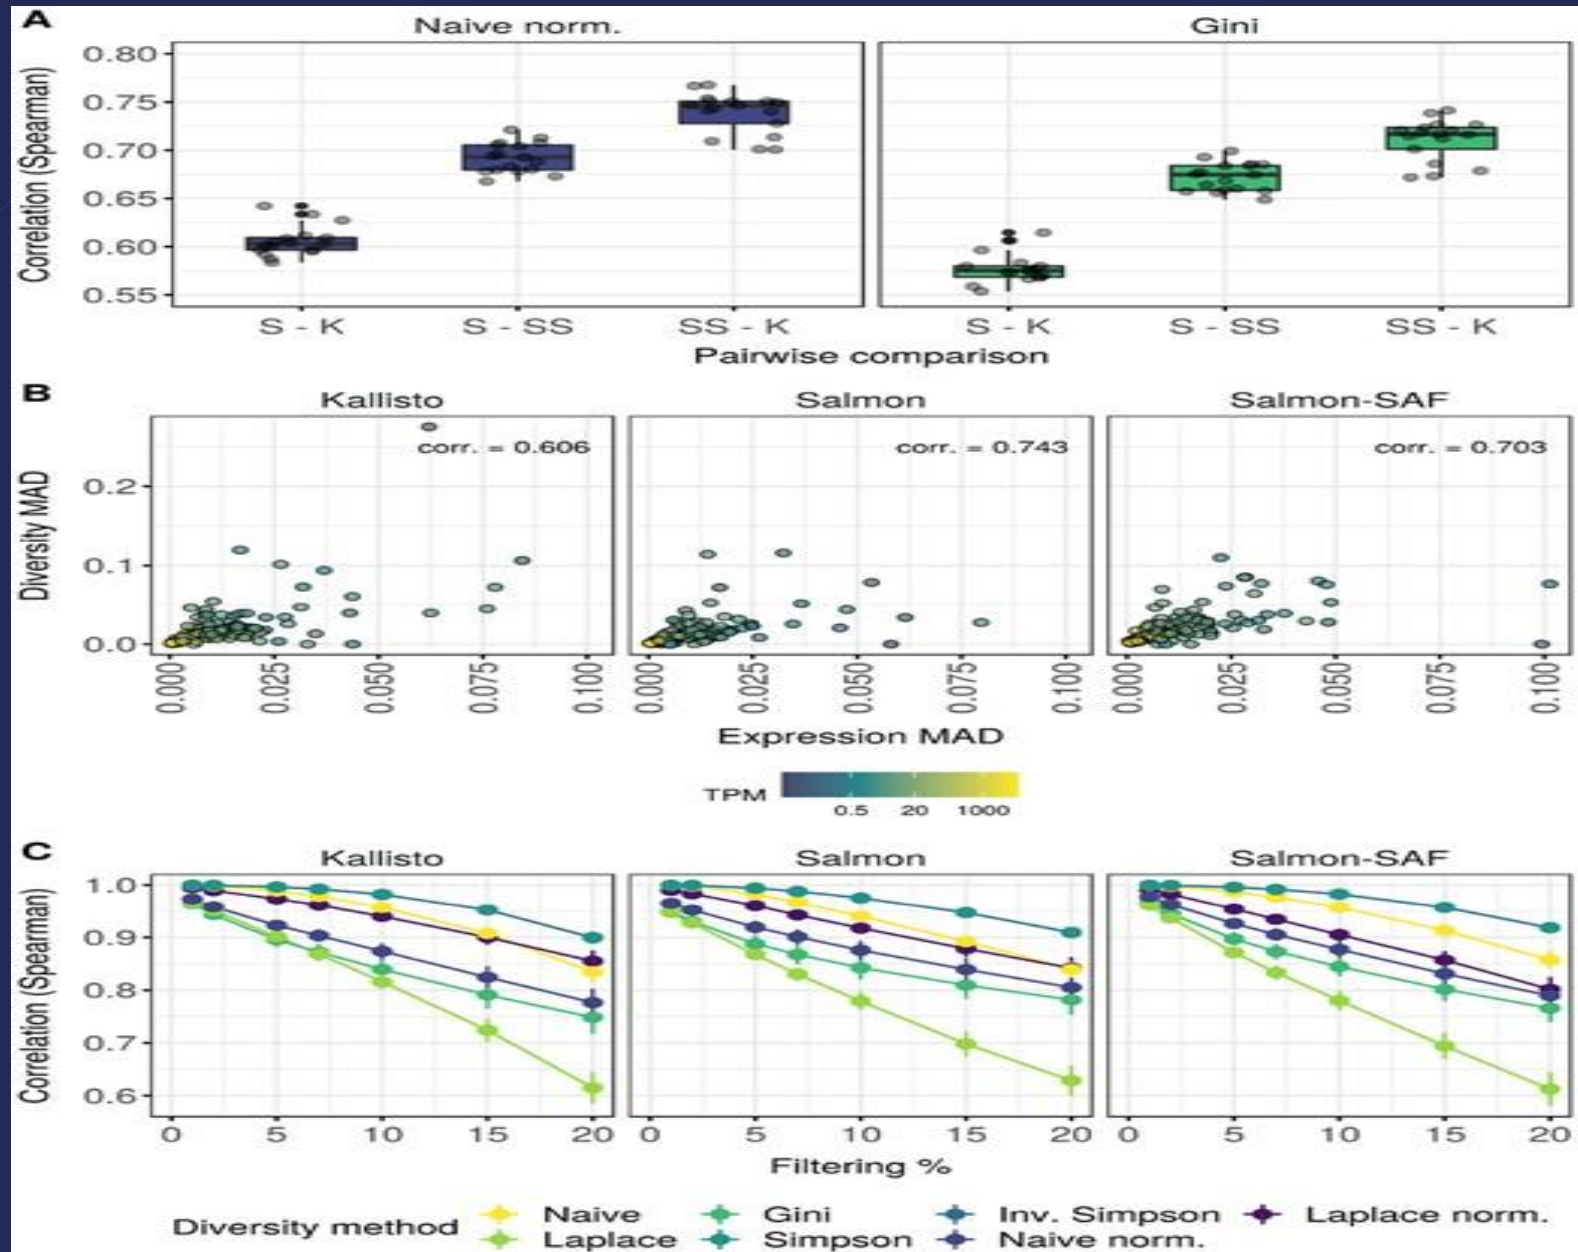 A
Naive norm.
Gini
Correlation (Spearman)
0.80
0.75
0.70
0.65
0.60
0.55
S - K
S - SS
SS - K
S - K
S - SS
SS - K
Pairwise comparison
B
Kallisto
Salmon
Salmon-SAF
Diversity MAD
corr. = 0.606
corr. = 0.743
corr. = 0.703
0.2
0.1
0.0
0.000
0.025
0.050
0.075
0.100
0.000
0.025
0.050
0.075
0.100
0.000
0.025
0.050
0.075
0.100
Expression MAD
TPM
0.5 20 1000
C
Kallisto
Salmon
Salmon-SAF
Correlation (Spearman)
1.0
0.9
0.8
0.7
0.6
0 5 10 15 20
0 5 10 15 20
0 5 10 15 20
Filtering %
Diversity method
Naive Gini Inv. Simpson Laplace norm.
Laplace Simpson Naive norm.